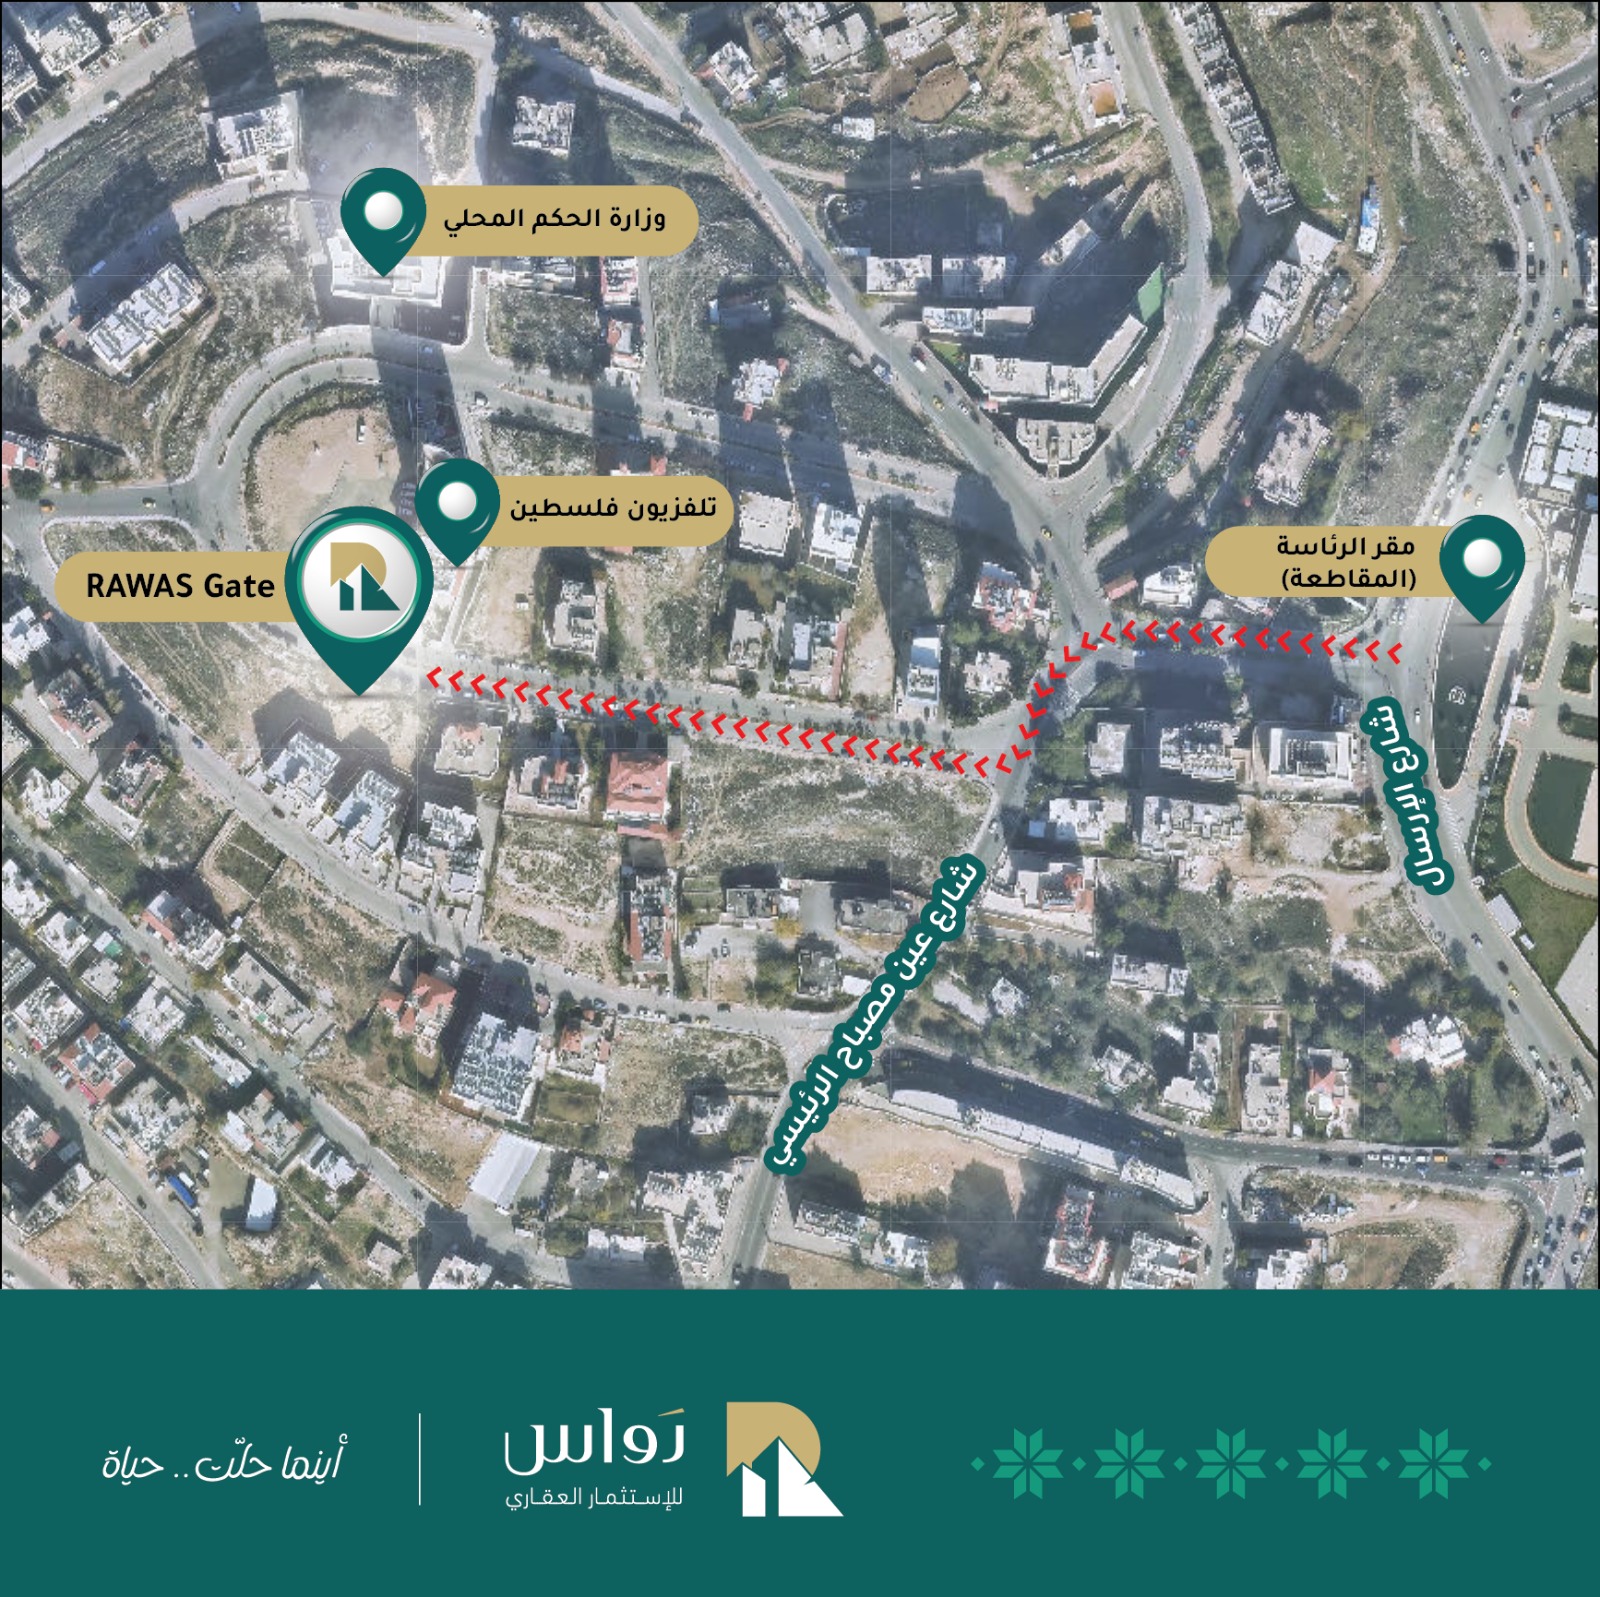 وزارة الحكم المحلي
تلفزيون فلسطين
RAWAS Gate
مقر الرئاسة
(المقاطعة)
شارع الإرسال
شارع عين مصباح الرئيسي
رَواس
للإستثمار العقاري
أينما حلّت.. حياة